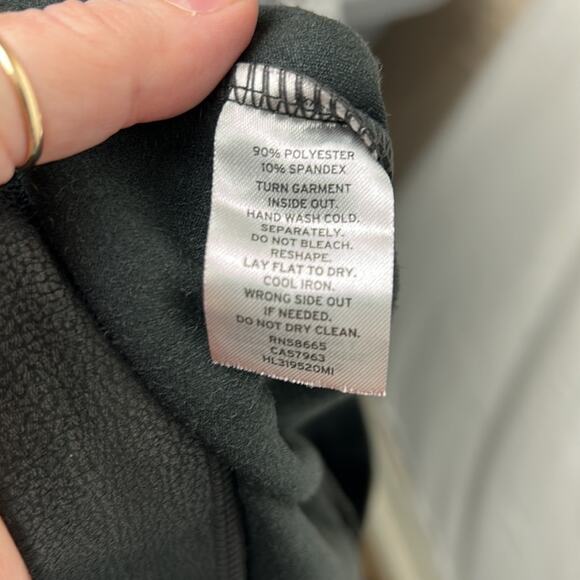 90% POLYESTER
10% SPANDEX
TURN GARMENT
INSIDE OUT.
HAND WASH COLD.
SEPARATELY.
DO NOT BLEACH.
RESHAPE.
LAY FLAT TO DRY.
COOL IRON.
WRONG SIDE OUT
IF NEEDED.
DO NOT DRY CLEAN.
RN58665
CA57963
HL319520MI